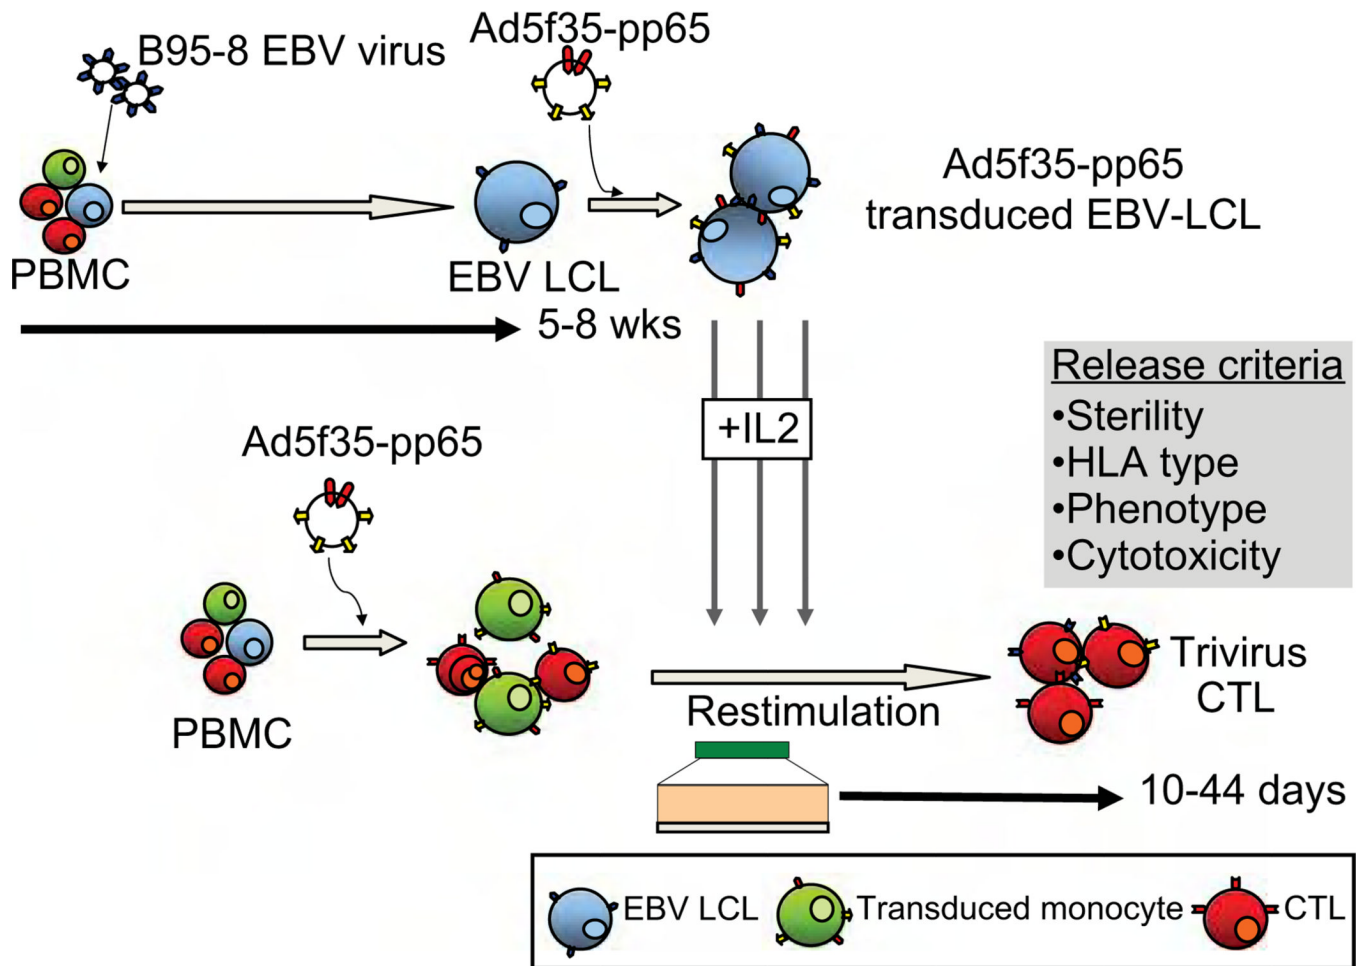 B95-8 EBV virus
Ad5f35-pp65
PBMC
EBV LCL
Ad5f35-pp65
transduced EBV-LCL
5-8 wks
+IL2
Release criteria
•Sterility
•HLA type
•Phenotype
•Cytotoxicity
Ad5f35-pp65
PBMC
Restimulation
Trivirus
CTL
10-44 days
EBV LCL
Transduced monocyte
CTL